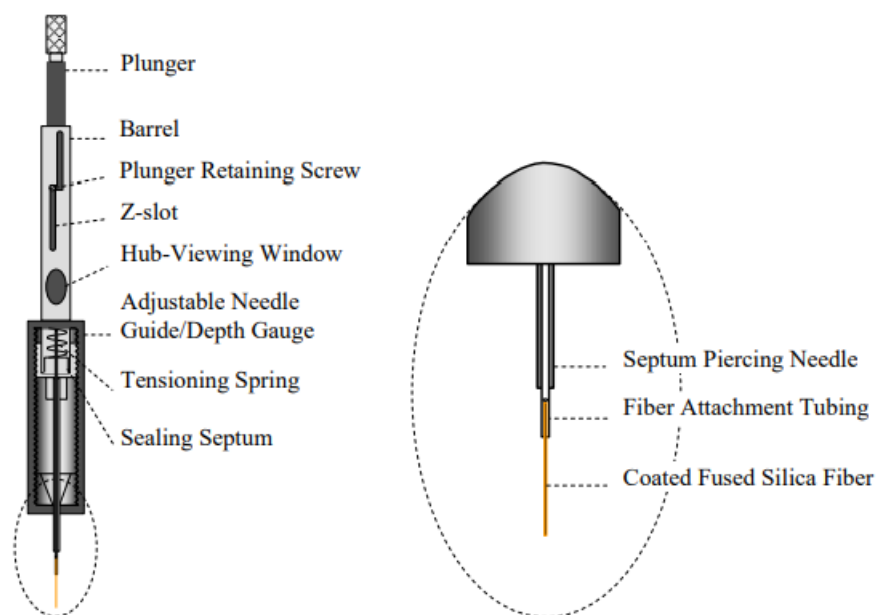 Plunger
Barrel
Plunger Retaining Screw
Z-slot
Hub-Viewing Window
Adjustable Needle
Guide/Depth Gauge
Tensioning Spring
Sealing Septum
Septum Piercing Needle
Fiber Attachment Tubing
Coated Fused Silica Fiber